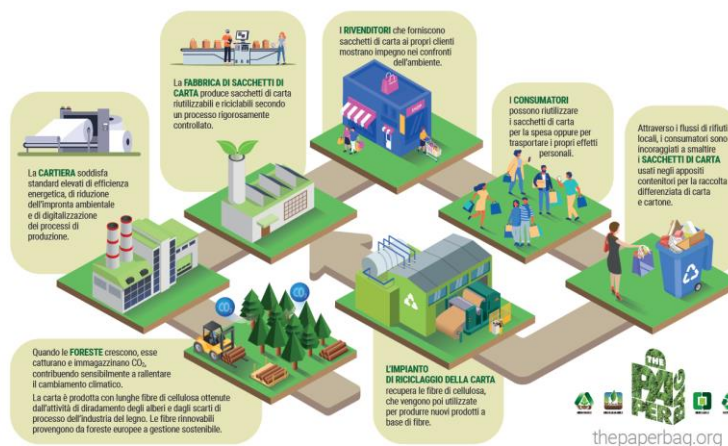 I RIVENDITORI che forniscono
sacchetti di carta ai propri clienti
mostrano impegno nei confronti
dell'ambiente.
La FABBRICA DI SACCHETTI DI
CARTA produce sacchetti di carta
riutilizzabili e riciclabili secondo
un processo rigorosamente
controllato.
I CONSUMATORI
possono riutilizzare
i sacchetti di carta
per la spesa oppure per
trasportare i propri effetti
personali.
Attraverso i flussi di rifiuti
locali, i consumatori sono
incoraggiati a smaltire
i SACCHETTI DI CARTA
usati negli appositi
contenitori per la raccolta
differenziata di carta
e cartone.
La CARTIERA soddisfa
standard elevati di efficienza
energetica, di riduzione
dell'impronta ambientale
e di digitalizzazione
dei processi di
produzione.
CO₂
CO₂
Quando le FORESTE crescono, esse
catturano e immagazzinano CO₂,
contribuendo sensibilmente a rallentare
il cambiamento climatico.
La carta è prodotta con lunghe fibre di cellulosa ottenute
dall'attività di diradamento degli alberi e dagli scarti di
processo dell'industria del legno. Le fibre rinnovabili
provengono da foreste europee a gestione sostenibile.
L'IMPIANTO
DI RICICLAGGIO DELLA CARTA
recupera le fibre di cellulosa,
che vengono poi utilizzate
per produrre nuovi prodotti a
base di fibre.
THE
PAPER
BAG
thepaperbag.org